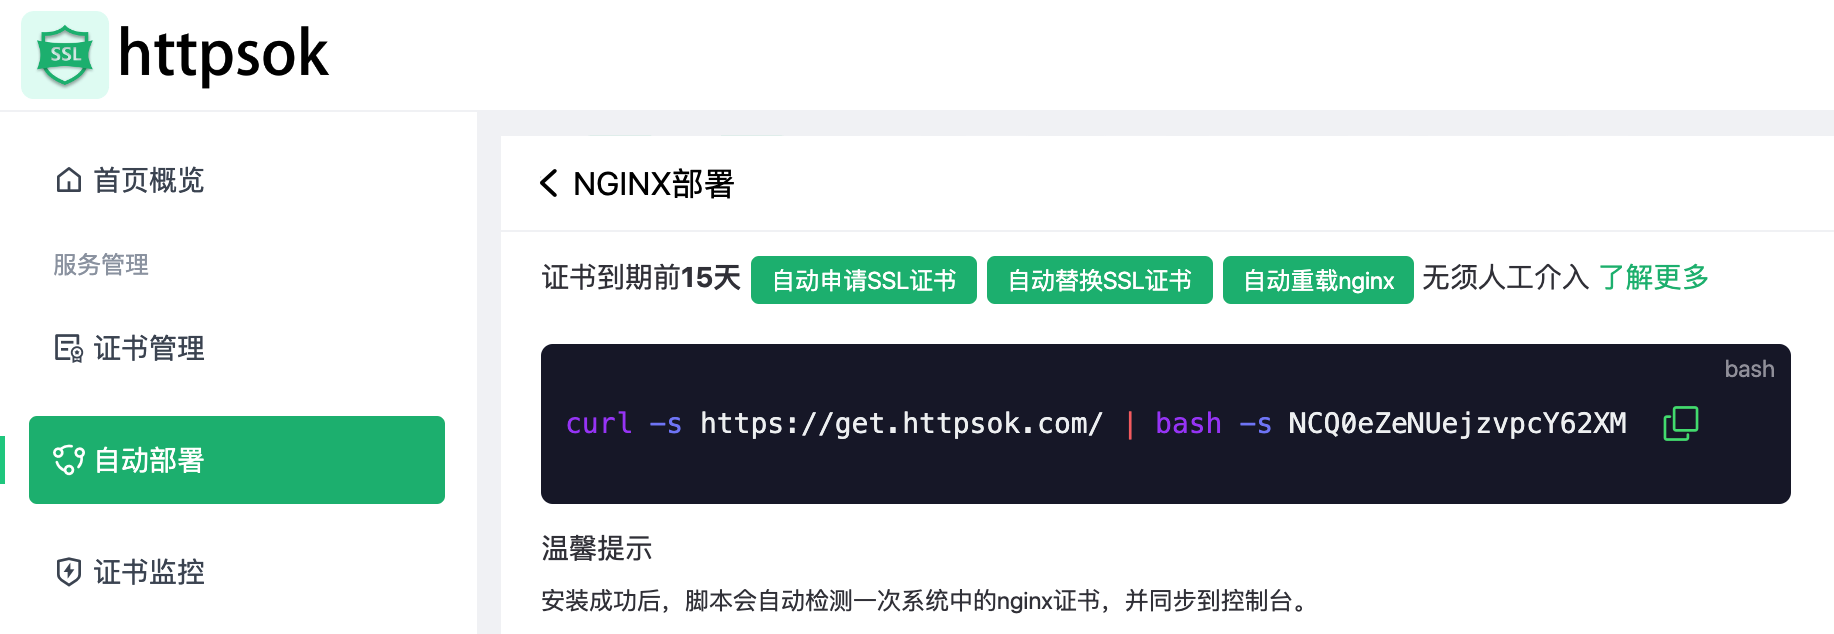 SSL httpsok
首页概览
服务管理
证书管理
自动部署
证书监控
NGINX部署
证书到期前15天 自动申请SSL证书 自动替换SSL证书 自动重载nginx 无须人工介入 了解更多
bash
curl -s https://get.httpsok.com/ | bash -s NCQ0eZeNUejzvpcY62XM
温馨提示
安装成功后，脚本会自动检测一次系统中的nginx证书，并同步到控制台。